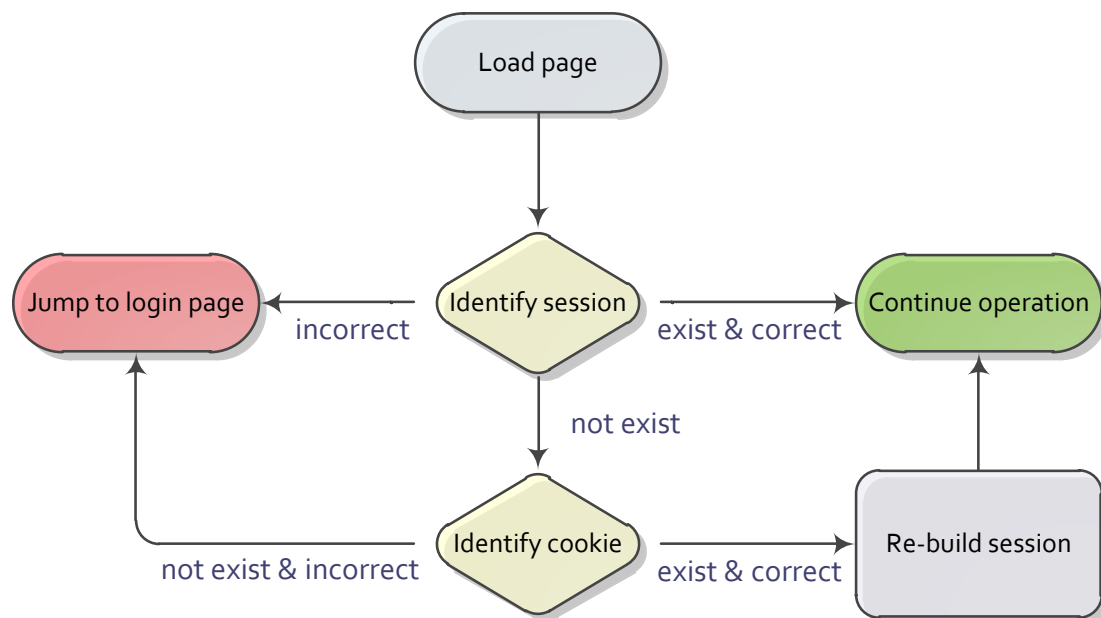 Load page
Jump to login page
Identify session
Continue operation
incorrect
exist & correct
not exist
Identify cookie
Re-build session
not exist & incorrect
exist & correct